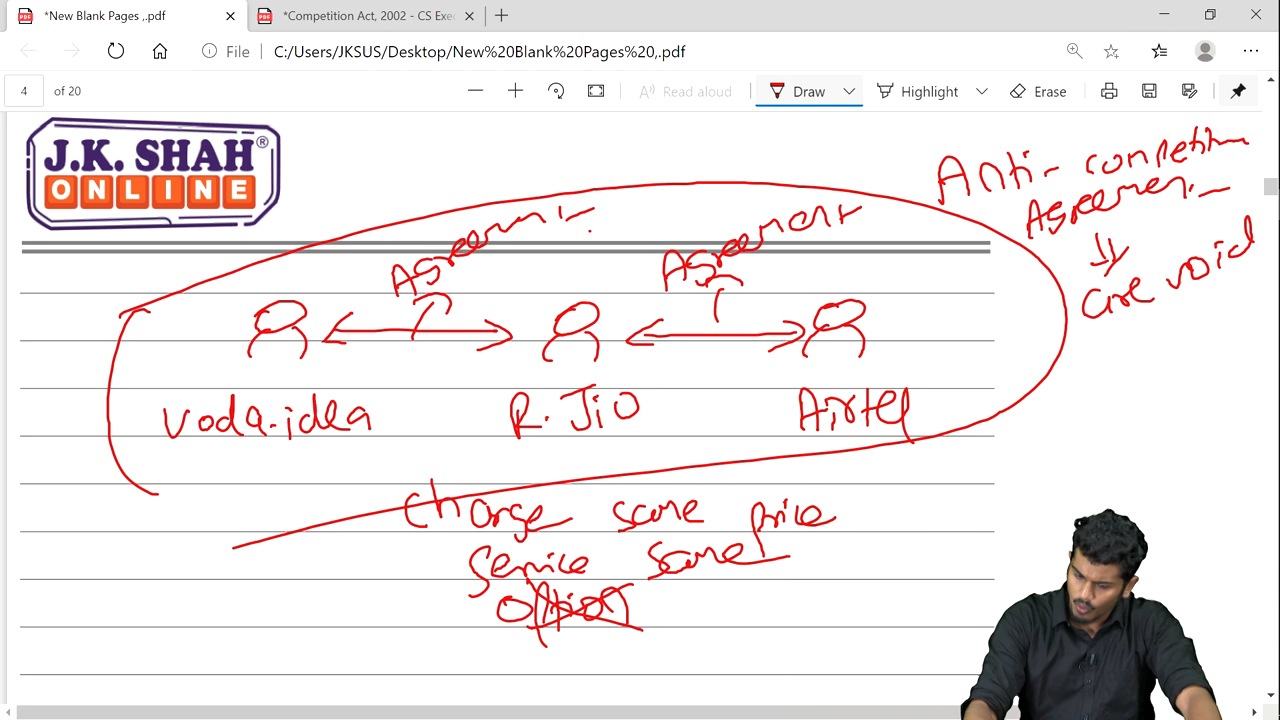 *New Blank Pages ,.pdf
*Competition Act, 2002 - CS Exec
File
C:/Users/JKSUS/Desktop/New%20Blank%20Pages%20,.pdf
4 of 20
Read aloud
Draw
Highlight
Erase
J.K. SHAH®
ONLINE
Anti-competitive
Agreement
are void
Agreement
Agreement
Voda-idea
R. Jio
Airtel
Charge same price
Service same
Option